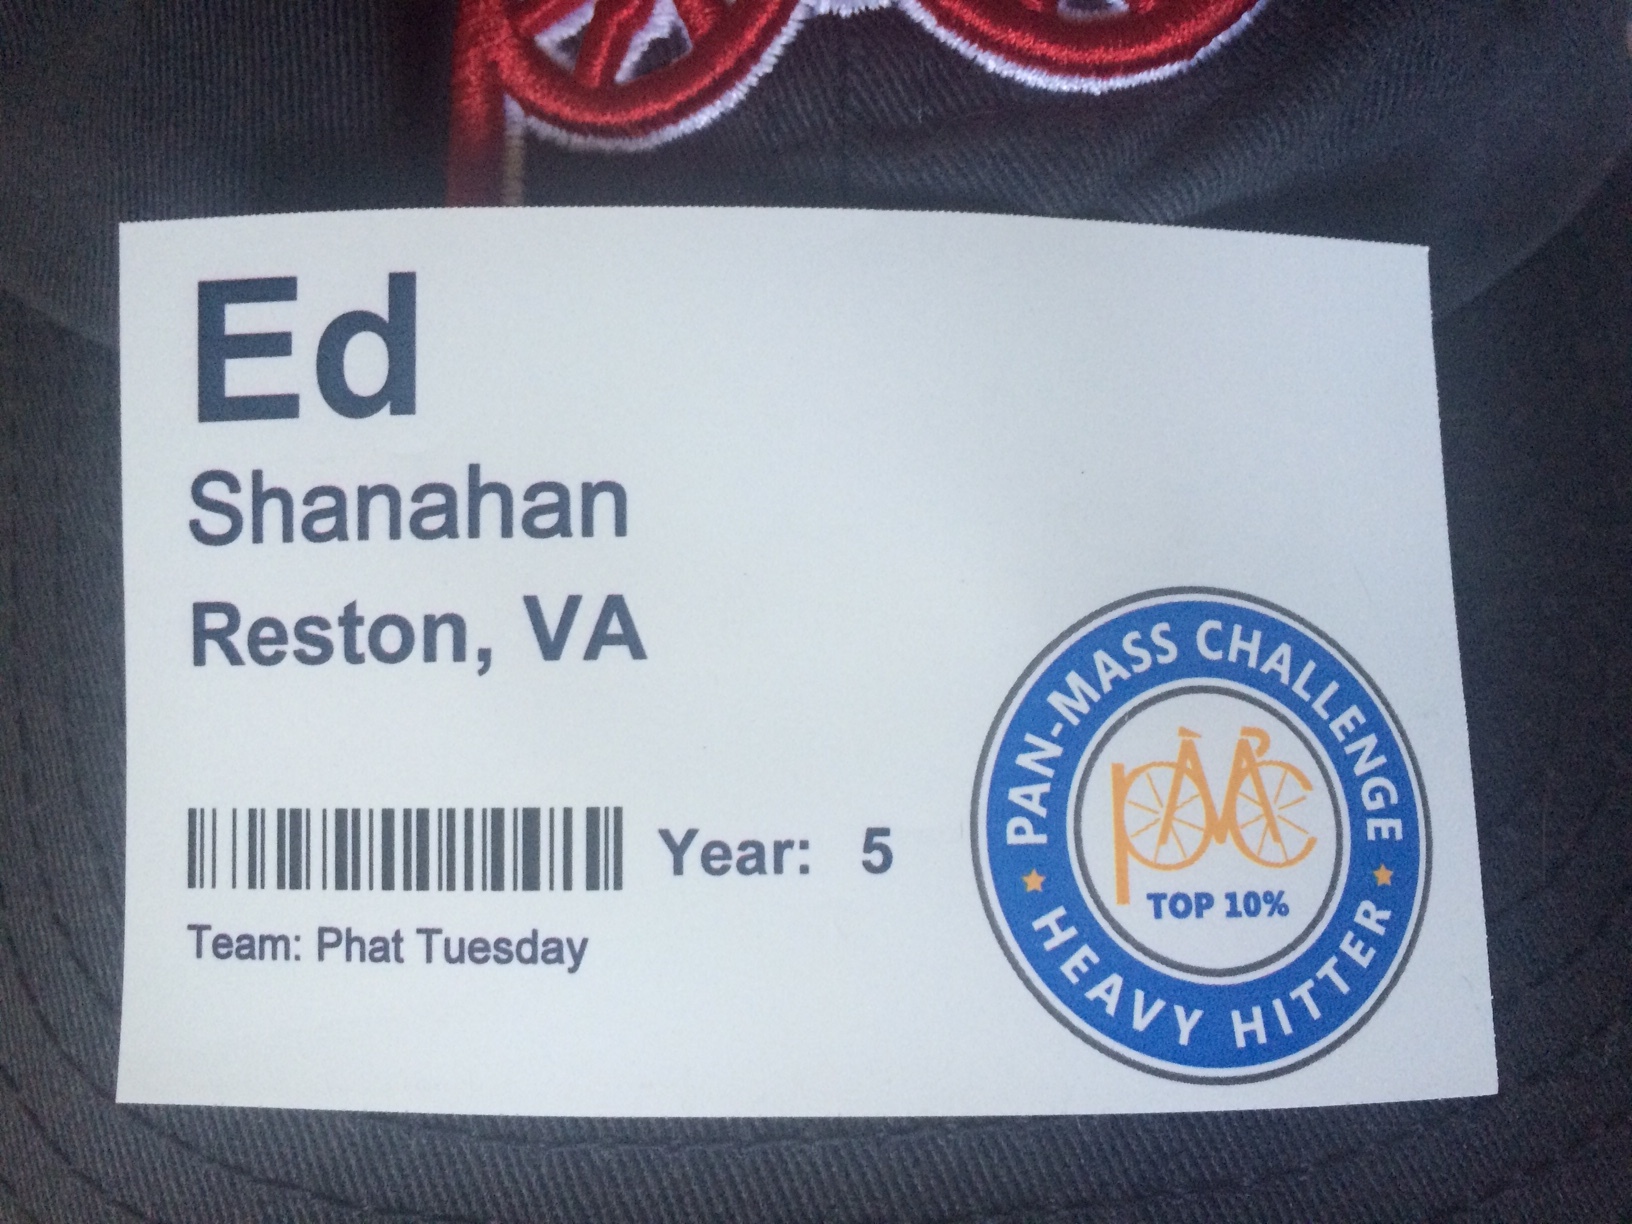 Ed
Shanahan
Reston, VA
Year: 5
Team: Phat Tuesday
PAN-MASS CHALLENGE
pMc
TOP 10%
HEAVY HITTER